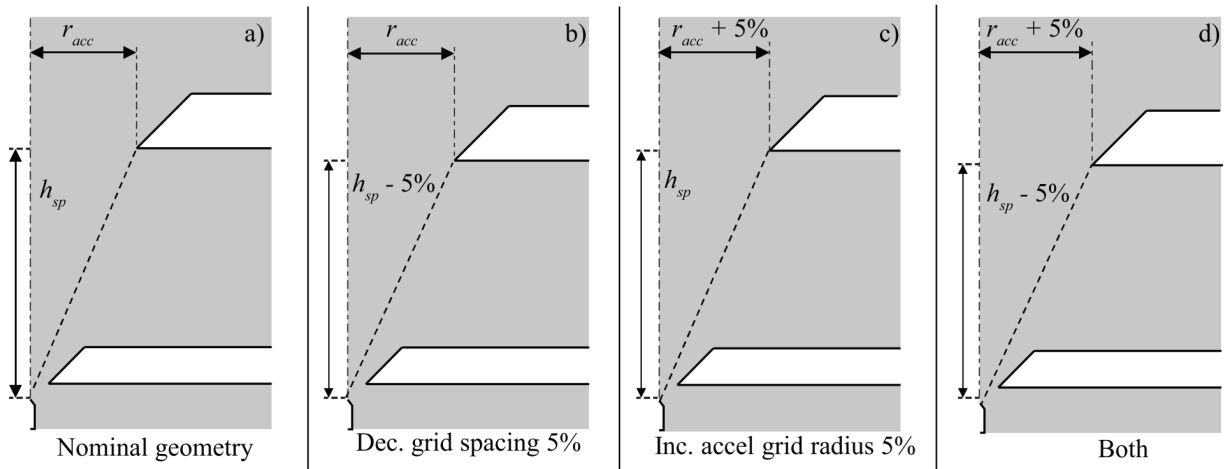 a)
r_acc
h_sp
Nominal geometry
b)
r_acc
h_sp - 5%
Dec. grid spacing 5%
c)
r_acc + 5%
h_sp
Inc. accel grid radius 5%
d)
r_acc + 5%
h_sp - 5%
Both